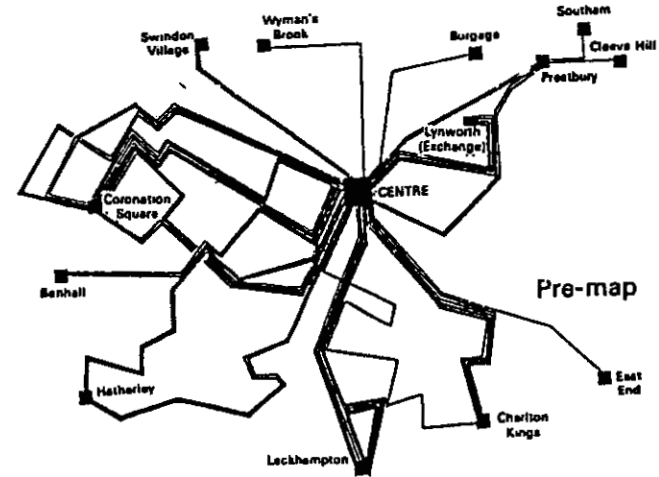 Southam
Wyman's
Brook
Swindon
Village
Burgage
Cleeve Hill
Prestbury
Lynworth
(Exchange)
CENTRE
Coronation
Square
Benhall
Pre-map
Hatherley
East
End
Charlton
Kings
Leckhampton